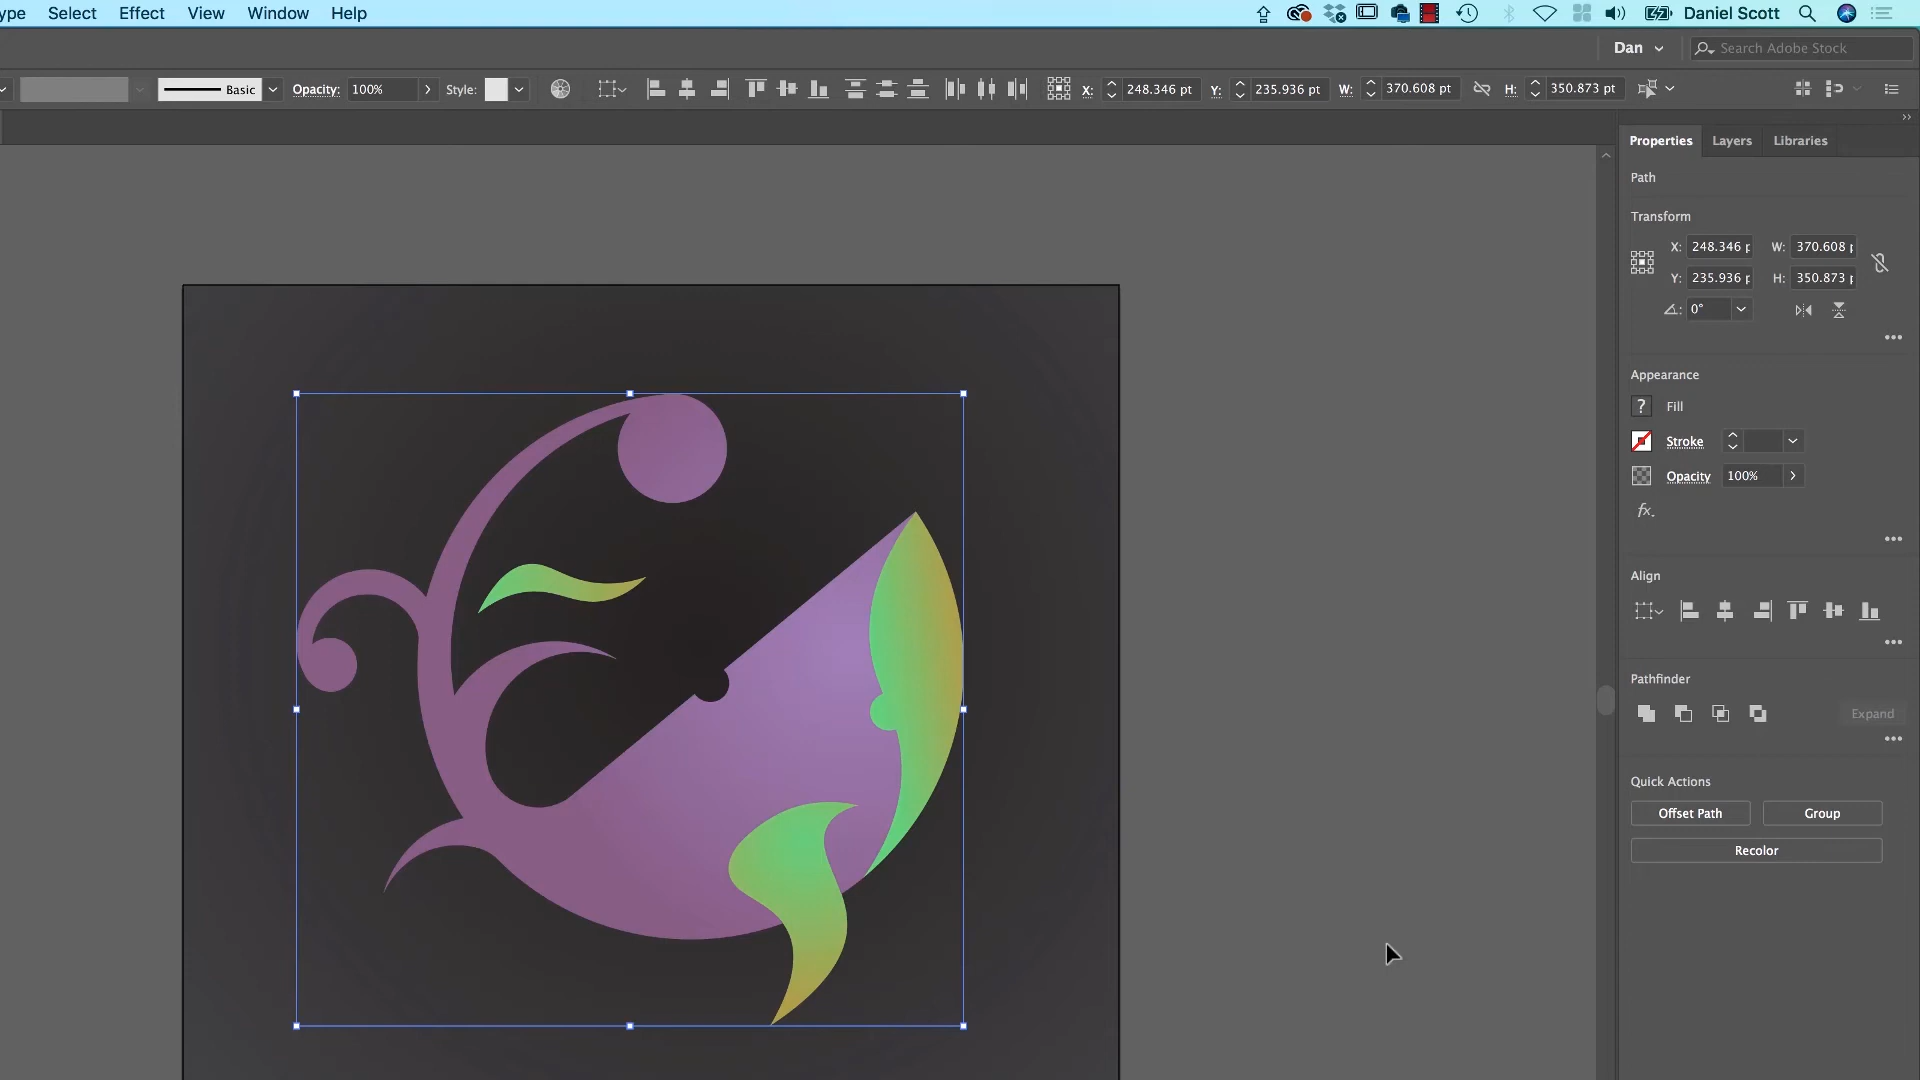 ype Select Effect View Window Help Daniel Scott
Dan Search Adobe Stock
Basic Opacity: 100% Style: X: 248.346 pt Y: 235.936 pt W: 370.608 pt H: 350.873 pt
Properties Layers Libraries
Path
Transform
X: 248.346 p W: 370.608 p
Y: 235.936 p H: 350.873 p
0°
Appearance
? Fill
Stroke
Opacity 100%
fx.
Align
Pathfinder
Expand
Quick Actions
Offset Path Group
Recolor